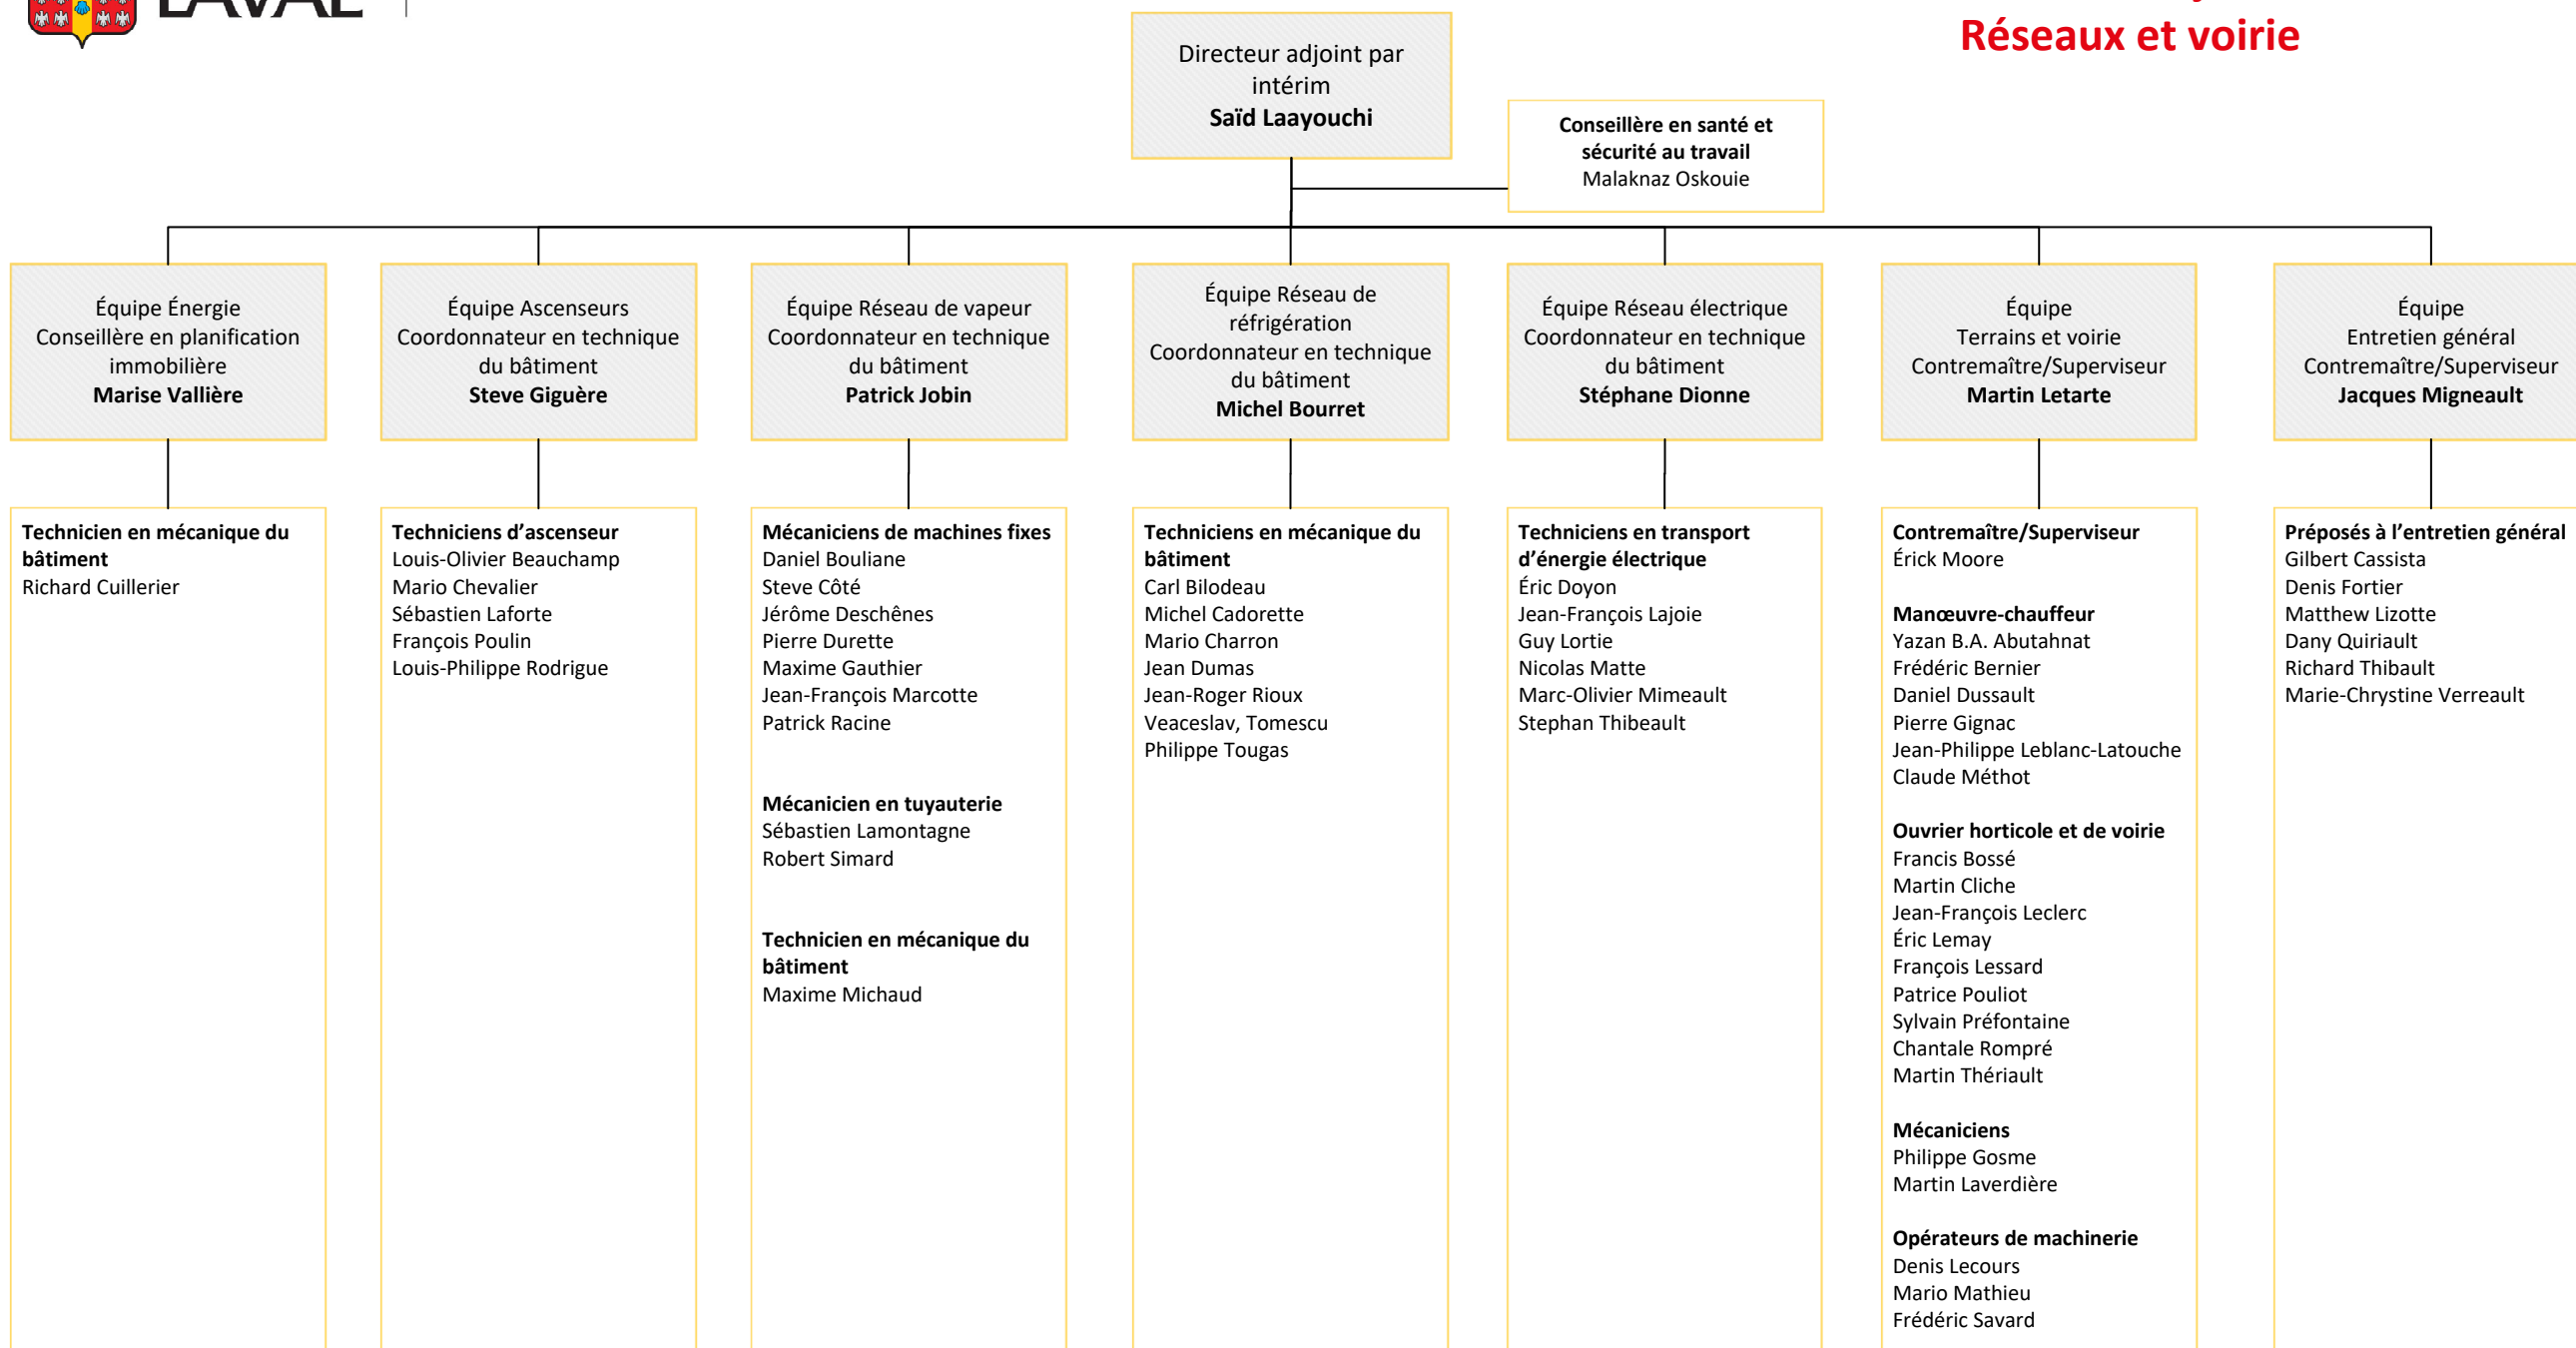 LAVAL
Réseaux et voirie
Directeur adjoint par
intérim
Saïd Laayouchi
Conseillère en santé et
sécurité au travail
Malaknaz Oskouie
Équipe Énergie
Conseillère en planification
immobilière
Marise Vallière
Équipe Ascenseurs
Coordonnateur en technique
du bâtiment
Steve Giguère
Équipe Réseau de vapeur
Coordonnateur en technique
du bâtiment
Patrick Jobin
Équipe Réseau de
réfrigération
Coordonnateur en technique
du bâtiment
Michel Bourret
Équipe Réseau électrique
Coordonnateur en technique
du bâtiment
Stéphane Dionne
Équipe
Terrains et voirie
Contremaître/Superviseur
Martin Letarte
Équipe
Entretien général
Contremaître/Superviseur
Jacques Migneault
Technicien en mécanique du
bâtiment
Richard Cuillerier
Techniciens d’ascenseur
Louis-Olivier Beauchamp
Mario Chevalier
Sébastien Laforte
François Poulin
Louis-Philippe Rodrigue
Mécaniciens de machines fixes
Daniel Bouliane
Steve Côté
Jérôme Deschênes
Pierre Durette
Maxime Gauthier
Jean-François Marcotte
Patrick Racine
Mécanicien en tuyauterie
Sébastien Lamontagne
Robert Simard
Technicien en mécanique du
bâtiment
Maxime Michaud
Techniciens en mécanique du
bâtiment
Carl Bilodeau
Michel Cadorette
Mario Charron
Jean Dumas
Jean-Roger Rioux
Veaceslav, Tomescu
Philippe Tougas
Techniciens en transport
d’énergie électrique
Éric Doyon
Jean-François Lajoie
Guy Lortie
Nicolas Matte
Marc-Olivier Mimeault
Stephan Thibeault
Contremaître/Superviseur
Érick Moore
Manœuvre-chauffeur
Yazan B.A. Abutahnat
Frédéric Bernier
Daniel Dussault
Pierre Gignac
Jean-Philippe Leblanc-Latouche
Claude Méthot
Ouvrier horticole et de voirie
Francis Bossé
Martin Cliche
Jean-François Leclerc
Éric Lemay
François Lessard
Patrice Pouliot
Sylvain Préfontaine
Chantale Rompré
Martin Thériault
Mécaniciens
Philippe Gosme
Martin Laverdière
Opérateurs de machinerie
Denis Lecours
Mario Mathieu
Frédéric Savard
Préposés à l’entretien général
Gilbert Cassista
Denis Fortier
Matthew Lizotte
Dany Quiriault
Richard Thibault
Marie-Chrystine Verreault